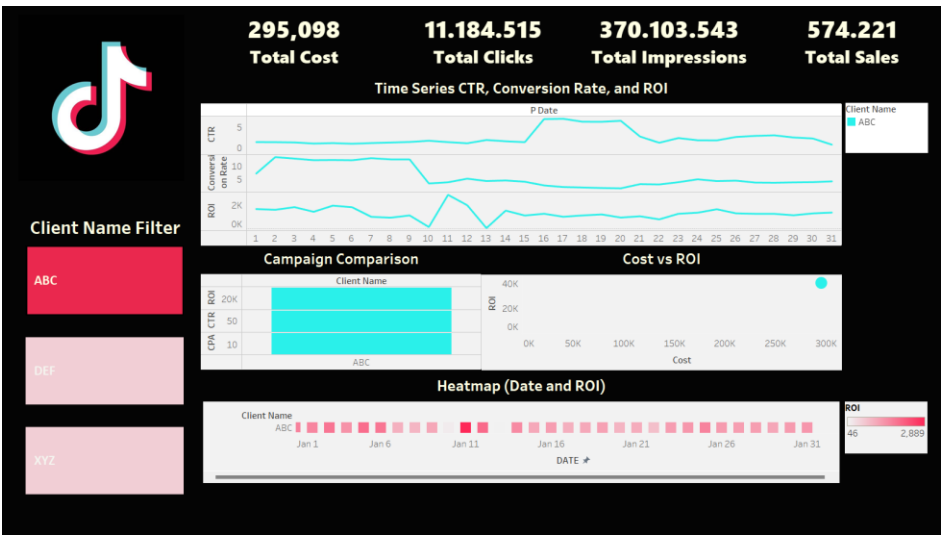 295,098 11.184.515 370.103.543 574.221
Total Cost Total Clicks Total Impressions Total Sales
Time Series CTR, Conversion Rate, and ROI
P Date
CTR
5
0
Conversi
on Rate
10
5
ROI
2K
0K
1 2 3 4 5 6 7 8 9 10 11 12 13 14 15 16 17 18 19 20 21 22 23 24 25 26 27 28 29 30 31
Client Name
ABC
Client Name Filter
ABC
DEF
XYZ
Campaign Comparison
Client Name
ROI
20K
CTR
50
CPA
10
ABC
Cost vs ROI
ROI
40K
20K
0K
0K 50K 100K 150K 200K 250K 300K
Cost
Heatmap (Date and ROI)
Client Name
ABC
Jan 1 Jan 6 Jan 11 Jan 16 Jan 21 Jan 26 Jan 31
DATE
ROI
46 2,889